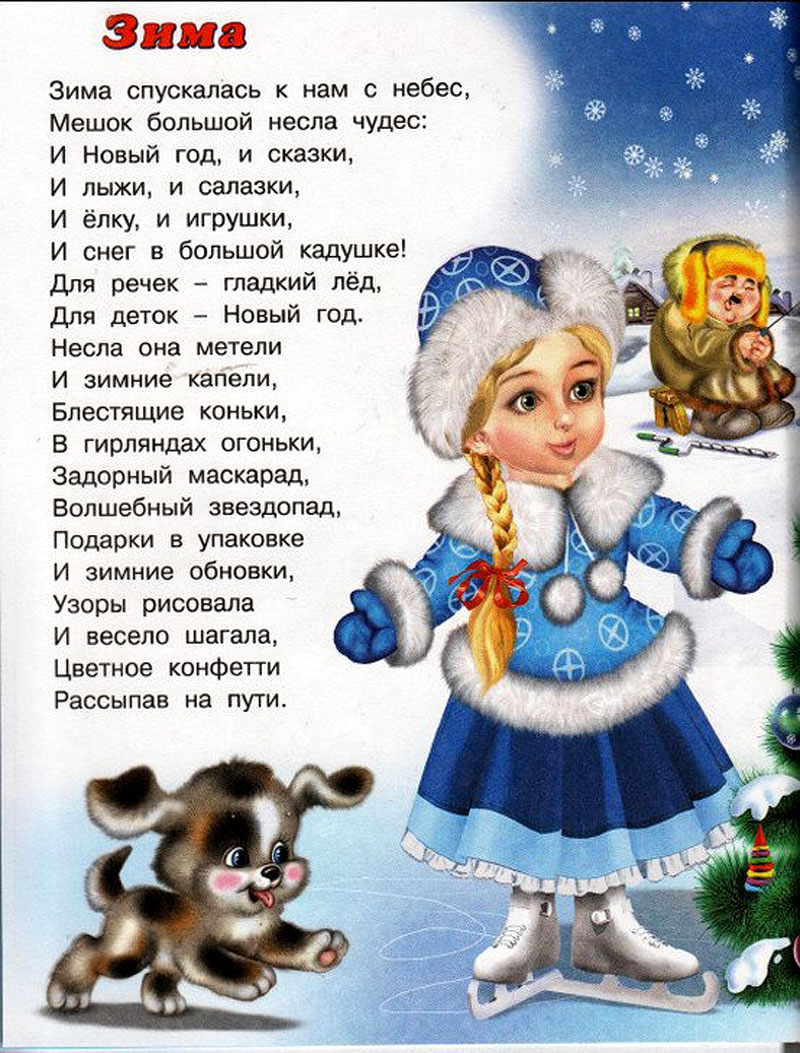 Зима
Зима спускалась к нам с небес,
Мешок большой несла чудес:
И Новый год, и сказки,
И лыжи, и салазки,
И ёлку, и игрушки,
И снег в большой кадушке!
Для речек – гладкий лёд,
Для деток – Новый год.
Несла она метели
И зимние капели,
Блестящие коньки,
В гирляндах огоньки,
Задорный маскарад,
Волшебный звездопад,
Подарки в упаковке
И зимние обновки,
Узоры рисовала
И весело шагала,
Цветное конфетти
Рассыпав на пути.